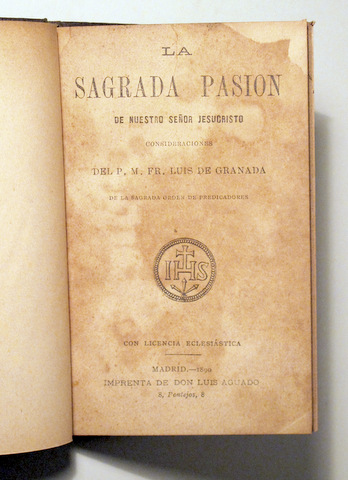 LA
SAGRADA PASION
DE NUESTRO SEÑOR JESUCRISTO
CONSIDERACIONES
DEL P. M. FR. LUIS DE GRANADA
DE LA SAGRADA ORDEN DE PREDICADORES
IHS
CON LICENCIA ECLESIÁSTICA
MADRID.—1890
IMPRENTA DE DON LUIS AGUADO
8, Pontejos, 8